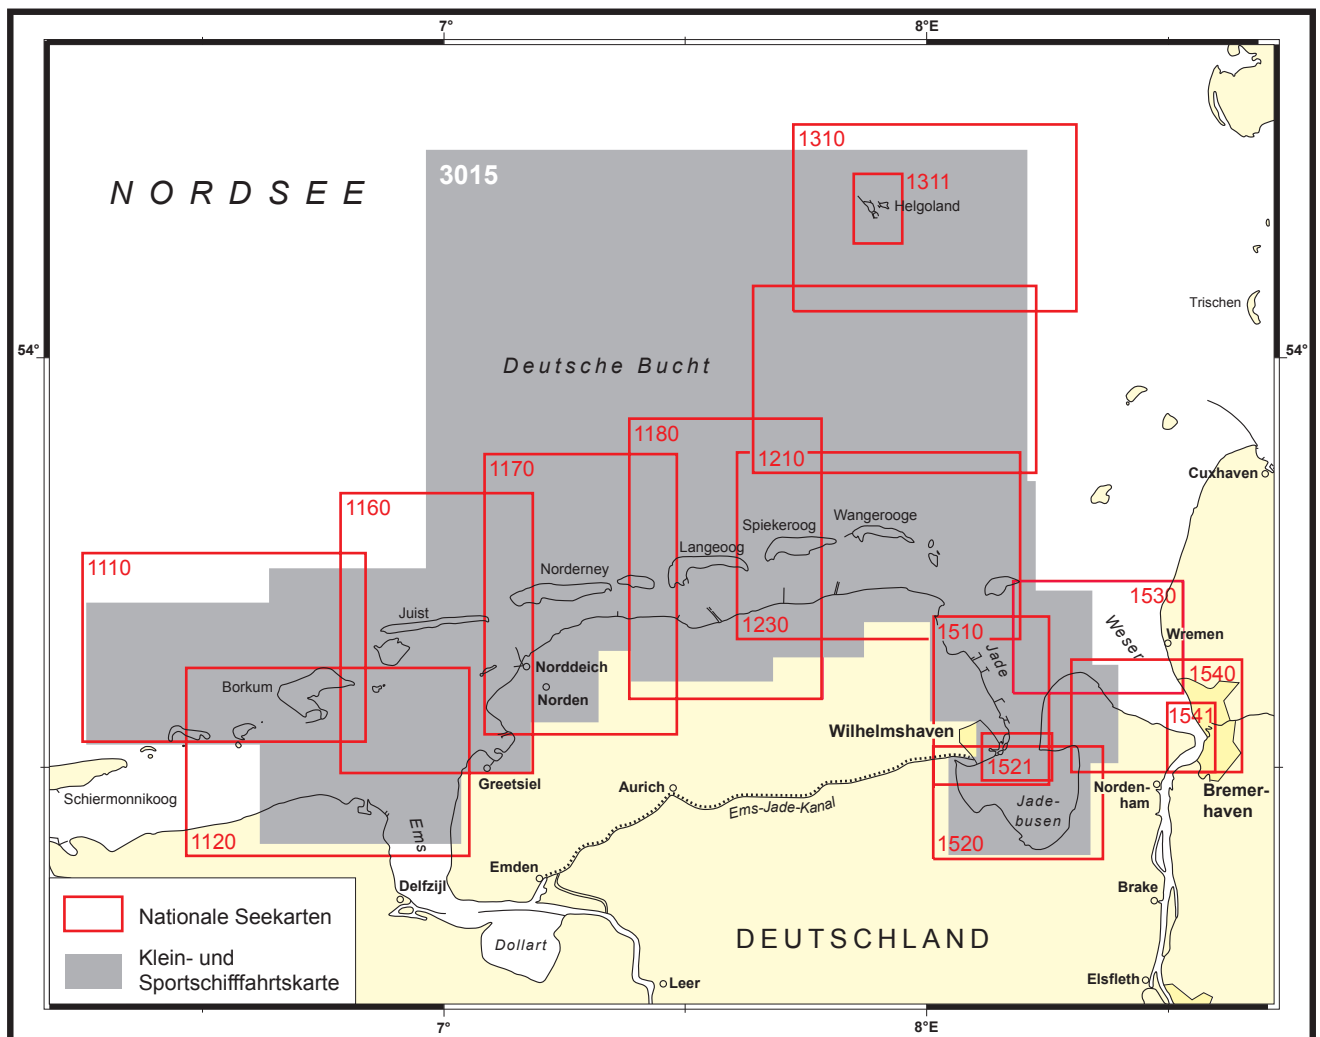 7°
8°E
1310
3015
NORDSEE
1311
Helgoland
Trischen
54°
54°
Deutsche Bucht
1180
1210
1170
Cuxhaven
1160
Wangerooge
Spiekeroog
Langeoog
1110
Norderney
1530
Juist
1230
1510
Weser
Wremen
Jade
Norddeich
1540
Borkum
Norden
1541
Wilhelmshaven
1521
Greetsiel
Aurich
Norden-
ham
Bremer-
haven
Schiermonnikoog
Ems-Jade-Kanal
Jade-
busen
Ems
1120
1520
Emden
Delfzijl
Brake
Nationale Seekarten
DEUTSCHLAND
Dollart
Klein- und
Sportschifffahrtskarte
Leer
Elsfleth
7°
8°E